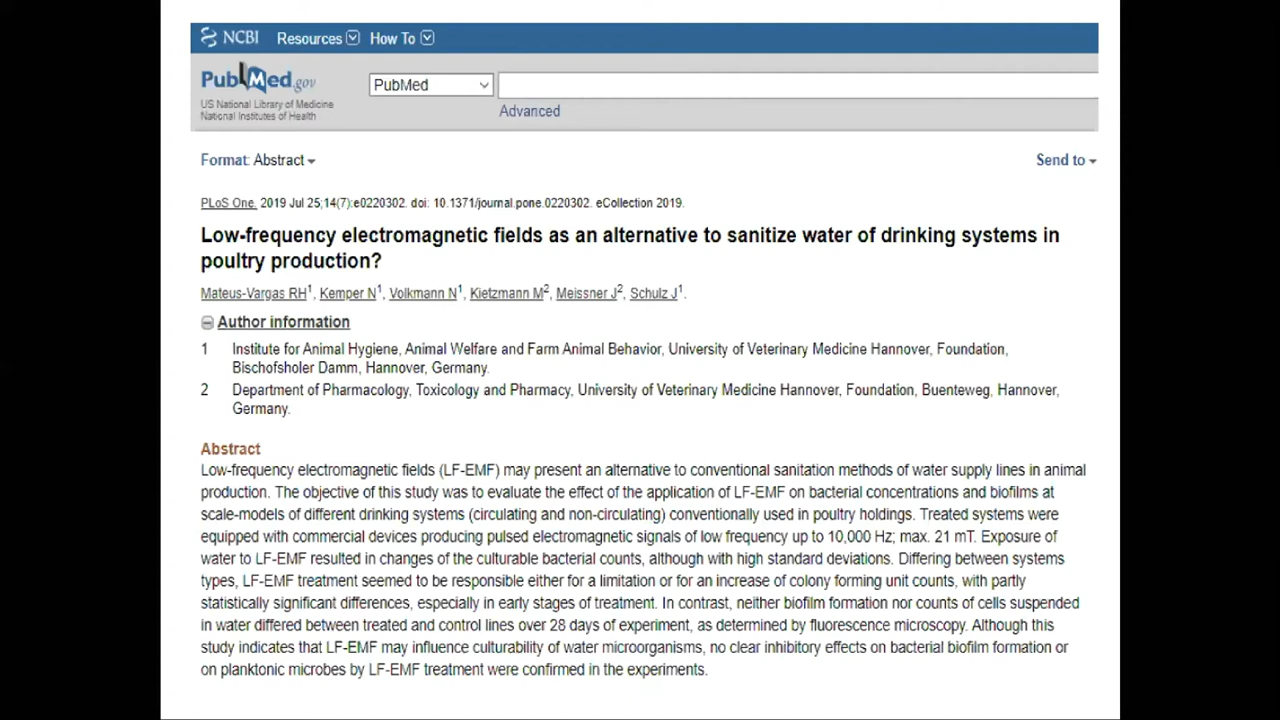 NCBI Resources How To
PubMed.gov
US National Library of Medicine
National Institutes of Health
PubMed
Advanced
Format: Abstract
Send to
PLoS One. 2019 Jul 25;14(7):e0220302. doi: 10.1371/journal.pone.0220302. eCollection 2019.
Low-frequency electromagnetic fields as an alternative to sanitize water of drinking systems in
poultry production?
Mateus-Vargas RH1, Kemper N1, Volkmann N1, Kietzmann M2, Meissner J2, Schulz J1.
Author information
1 Institute for Animal Hygiene, Animal Welfare and Farm Animal Behavior, University of Veterinary Medicine Hannover, Foundation,
Bischofsholer Damm, Hannover, Germany.
2 Department of Pharmacology, Toxicology and Pharmacy, University of Veterinary Medicine Hannover, Foundation, Buenteweg, Hannover,
Germany.
Abstract
Low-frequency electromagnetic fields (LF-EMF) may present an alternative to conventional sanitation methods of water supply lines in animal
production. The objective of this study was to evaluate the effect of the application of LF-EMF on bacterial concentrations and biofilms at
scale-models of different drinking systems (circulating and non-circulating) conventionally used in poultry holdings. Treated systems were
equipped with commercial devices producing pulsed electromagnetic signals of low frequency up to 10,000 Hz; max. 21 mT. Exposure of
water to LF-EMF resulted in changes of the culturable bacterial counts, although with high standard deviations. Differing between systems
types, LF-EMF treatment seemed to be responsible either for a limitation or for an increase of colony forming unit counts, with partly
statistically significant differences, especially in early stages of treatment. In contrast, neither biofilm formation nor counts of cells suspended
in water differed between treated and control lines over 28 days of experiment, as determined by fluorescence microscopy. Although this
study indicates that LF-EMF may influence culturability of water microorganisms, no clear inhibitory effects on bacterial biofilm formation or
on planktonic microbes by LF-EMF treatment were confirmed in the experiments.